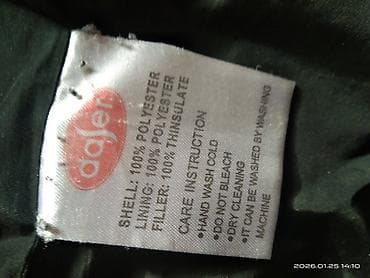 daser
SHELL: 100% POLYESTER
LINING: 100% POLYESTER
FILLER: 100% THINSULATE
CARE INSTRUCTION
•HAND WASH COLD
•DO NOT BLEACH
•DRY CLEANING
•IT CAN BE WASHED BY WASHING
MACHINE
2026.01.25 14:10